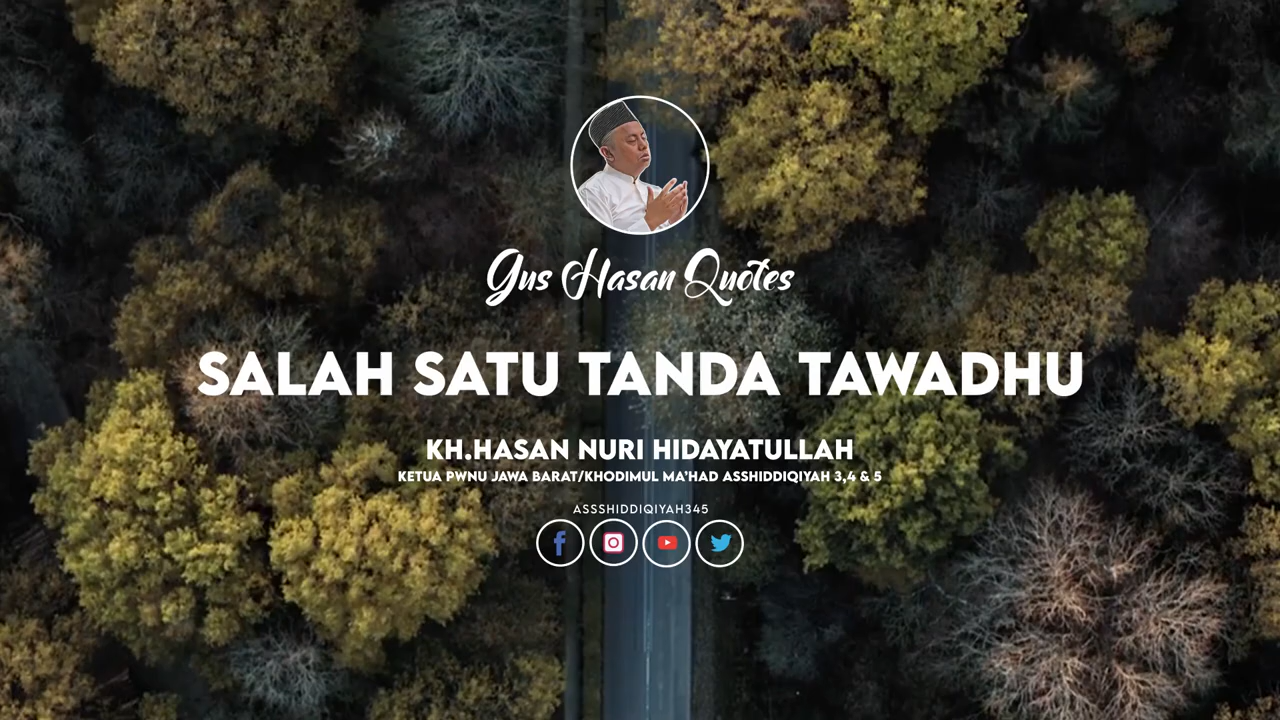 Gus Hasan Quotes
SALAH SATU TANDA TAWADHU
KH.HASAN NURI HIDAYATULLAH
KETUA PWNU JAWA BARAT/KHODIMUL MA'HAD ASSHIDDIQIYAH 3,4 & 5
ASSSHIDDIQIYAH345